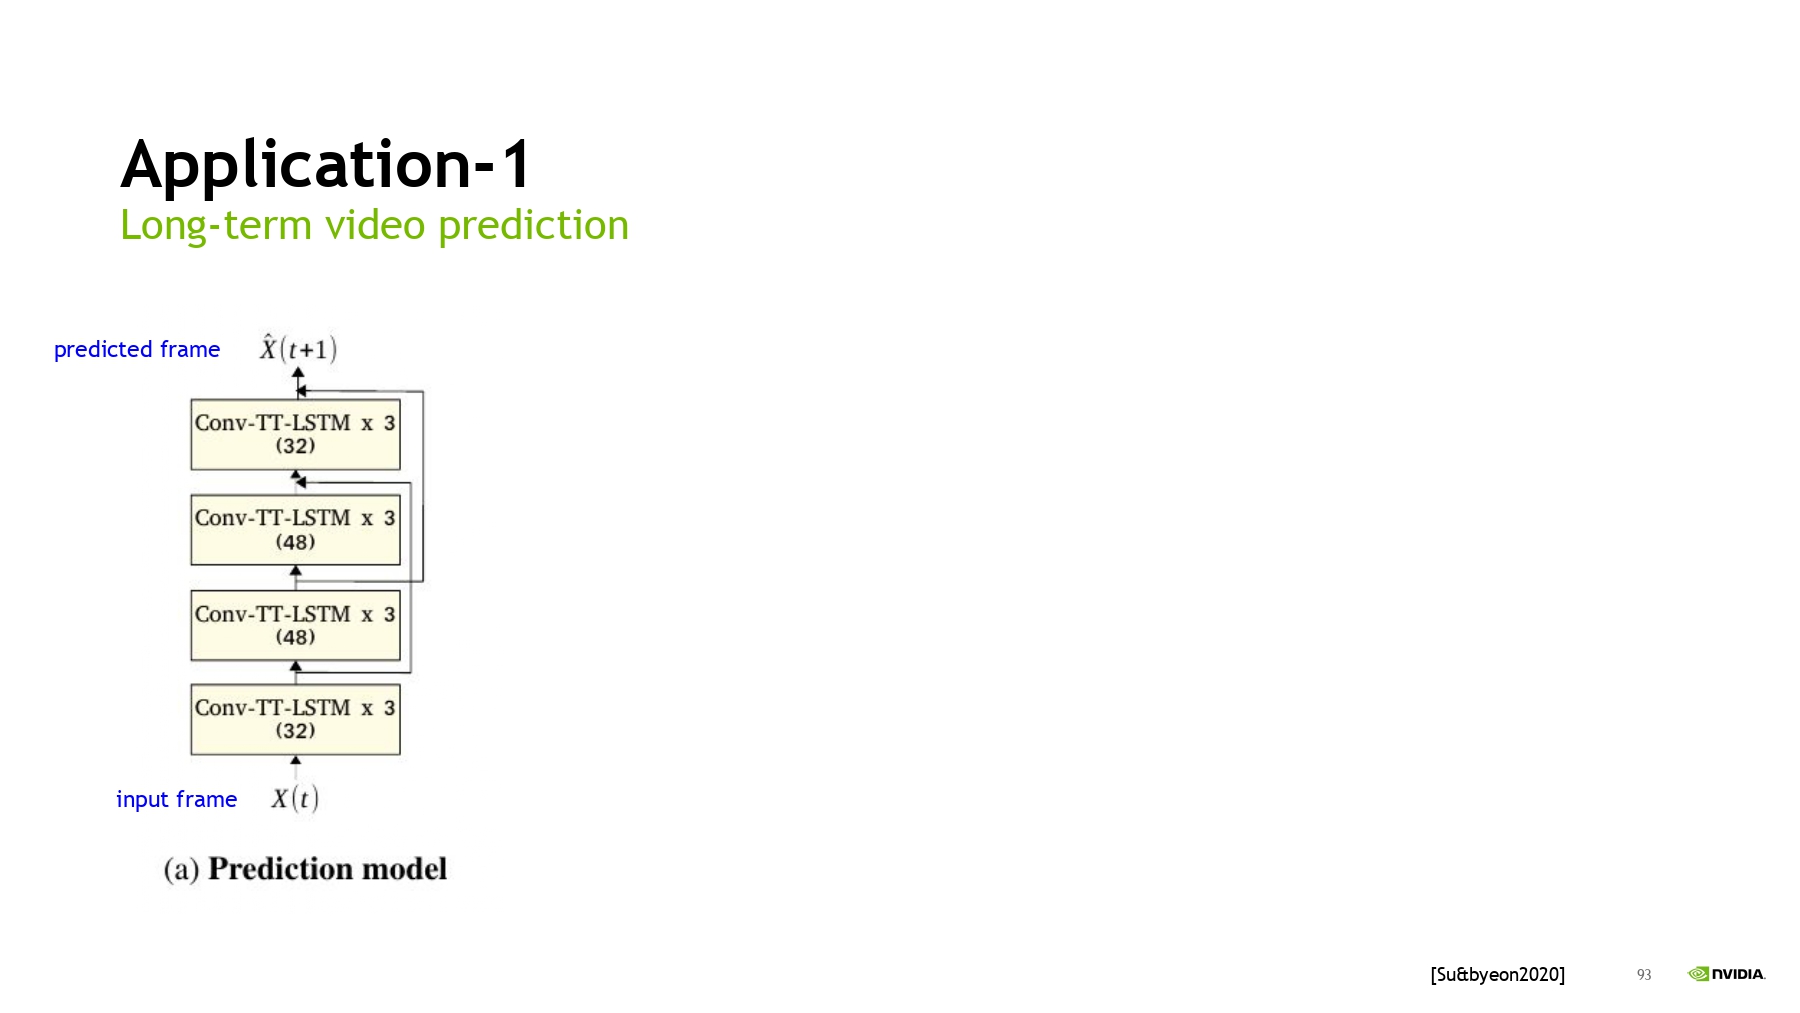 Application-1
Long-term video prediction
predicted frame X̂(t+1)
Conv-TT-LSTM x 3
(32)
Conv-TT-LSTM x 3
(48)
Conv-TT-LSTM x 3
(48)
Conv-TT-LSTM x 3
(32)
input frame X(t)
(a) Prediction model
[Su&byeon2020] 93 NVIDIA.